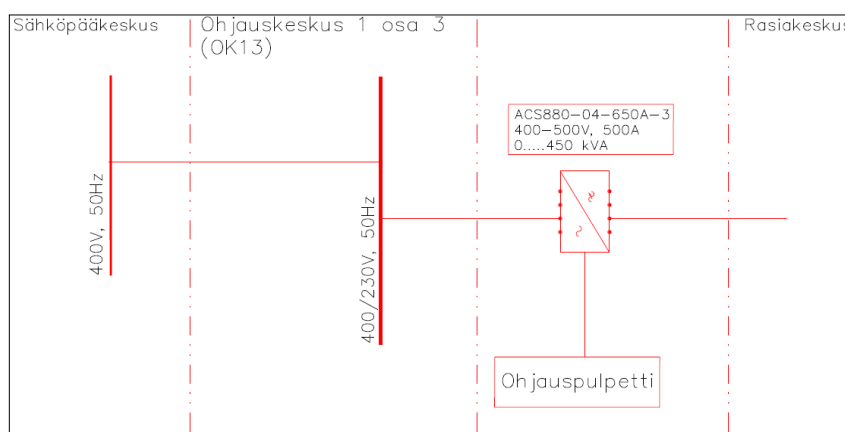 Sähköpääkeskus
Ohjauskeskus 1 osa 3
(OK13)
Rasiakeskus
400V, 50Hz
400/230V, 50Hz
ACS880-04-650A-3
400-500V, 500A
0.....450 kVA
Ohjauspulpetti